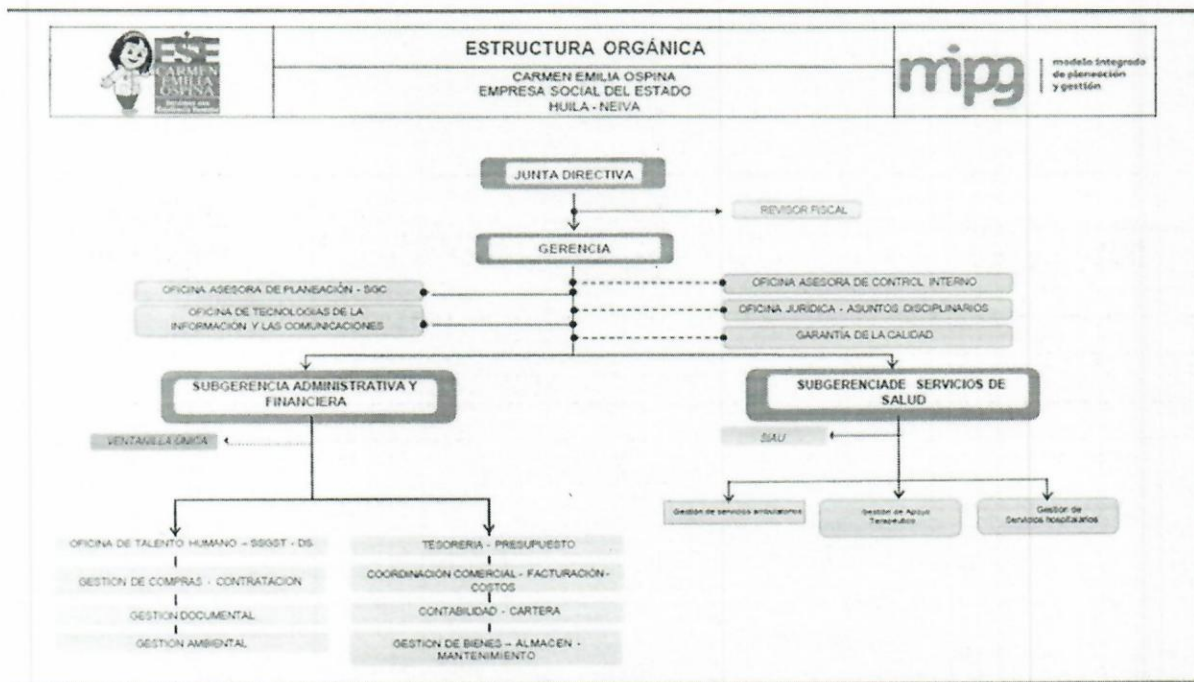 ESE
CARMEN
EMILIA
OSPINA
ESTRUCTURA ORGÁNICA
CARMEN EMILIA OSPINA
EMPRESA SOCIAL DEL ESTADO
HUILA - NEIVA
mipg
modelo integrado
de planeación
y gestión
JUNTA DIRECTIVA
REVISOR FISCAL
GERENCIA
OFICINA ASESORA DE PLANEACIÓN - SGC
OFICINA ASESORA DE CONTROL INTERNO
OFICINA DE TECNOLOGIAS DE LA
INFORMACIÓN Y LAS COMUNICACIONES
OFICINA JURÍDICA - ASUNTOS DISCIPLINARIOS
GARANTÍA DE LA CALIDAD
SUBGERENCIA ADMINISTRATIVA Y
FINANCIERA
SUBGERENCIADE SERVICIOS DE
SALUD
VENTANILLA ÚNICA
SIAU
Gestión de servicios ambulatorios
Gestión de Apoyo
Terapéutico
Gestión de
Servicios hospitalarios
OFICINA DE TALENTO HUMANO – SSGST - DS
GESTION DE COMPRAS - CONTRATACION
GESTION DOCUMENTAL
GESTION AMBIENTAL
TESORERIA - PRESUPUESTO
COORDINACIÓN COMERCIAL - FACTURACIÓN -
COSTOS
CONTABILIDAD - CARTERA
GESTION DE BIENES – ALMACEN -
MANTENIMIENTO